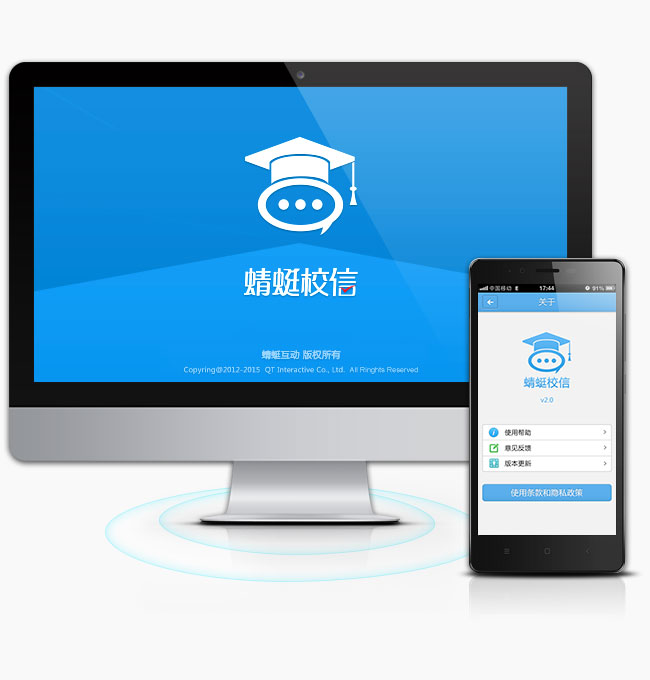 蜻蜓校信
蜻蜓互动 版权所有
Copyring@2012-2015 QT Interactive Co., Ltd. All Ringhts Reserved
中国移动 17:44 91%
关于
蜻蜓校信
v2.0
使用帮助
意见反馈
版本更新
使用条款和隐私政策